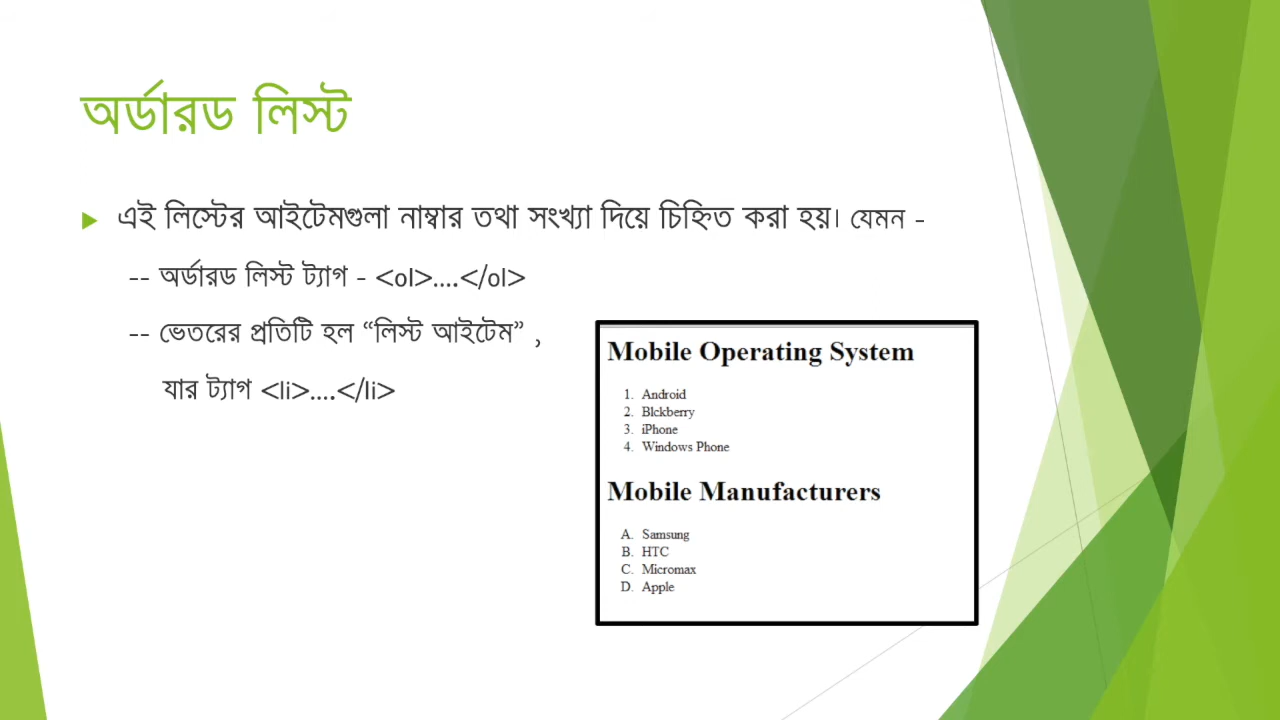 অর্ডারড লিস্ট
এই লিস্টের আইটেমগুলা নাম্বার তথা সংখ্যা দিয়ে চিহ্নিত করা হয়। যেমন -
-- অর্ডারড লিস্ট ট্যাগ - <ol>....</ol>
-- ভেতরের প্রতিটি হল “লিস্ট আইটেম” ,
যার ট্যাগ <li>....</li>
Mobile Operating System
1. Android
2. Blckberry
3. iPhone
4. Windows Phone
Mobile Manufacturers
A. Samsung
B. HTC
C. Micromax
D. Apple